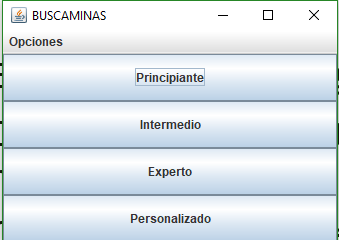 BUSCAMINAS
Opciones
Principiante
Intermedio
Experto
Personalizado